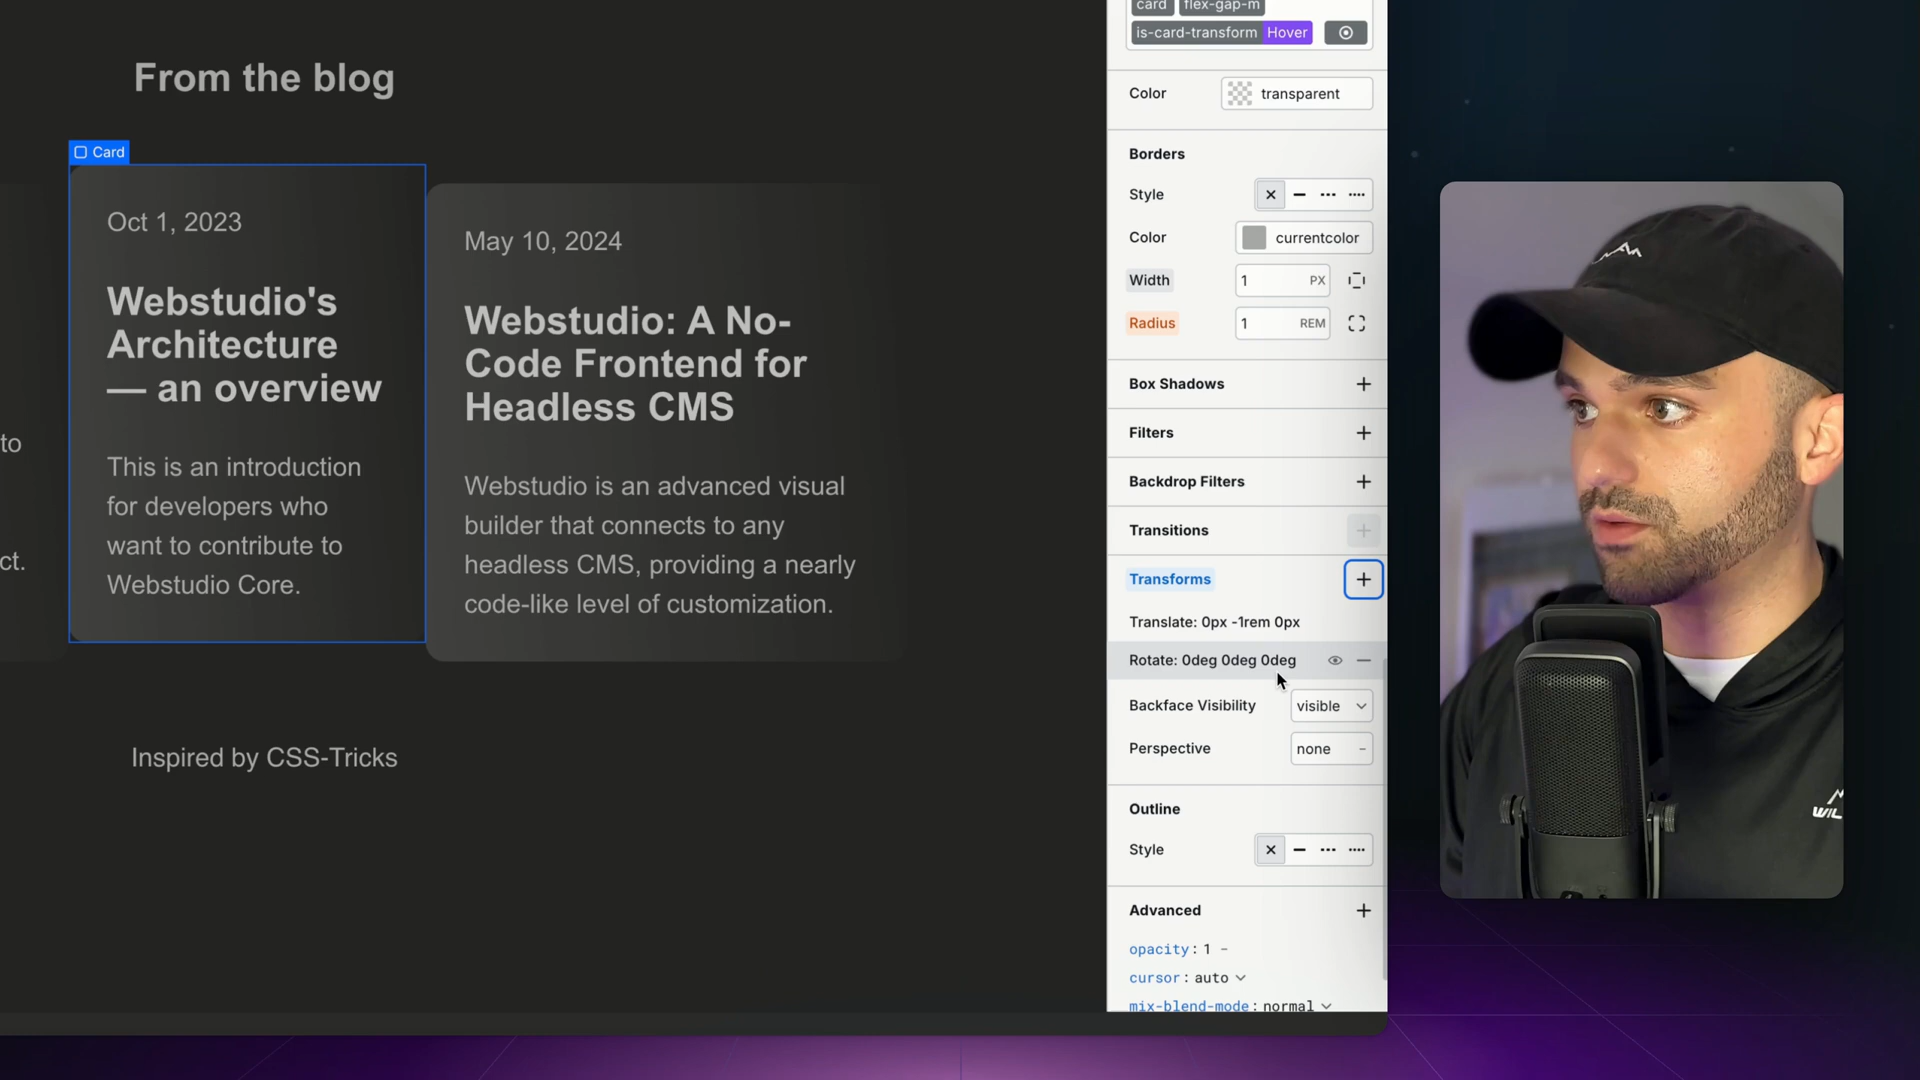 From the blog
Card
to
ct.
Oct 1, 2023
Webstudio's
Architecture
— an overview
This is an introduction
for developers who
want to contribute to
Webstudio Core.
May 10, 2024
Webstudio: A No-
Code Frontend for
Headless CMS
Webstudio is an advanced visual
builder that connects to any
headless CMS, providing a nearly
code-like level of customization.
Inspired by CSS-Tricks
card flex-gap-m
is-card-transform Hover
Color transparent
Borders
Style
Color currentcolor
Width 1 PX
Radius 1 REM
Box Shadows
Filters
Backdrop Filters
Transitions
Transforms
Translate: 0px -1rem 0px
Rotate: 0deg 0deg 0deg
Backface Visibility visible
Perspective none
Outline
Style
Advanced
opacity: 1
cursor: auto
mix-blend-mode: normal